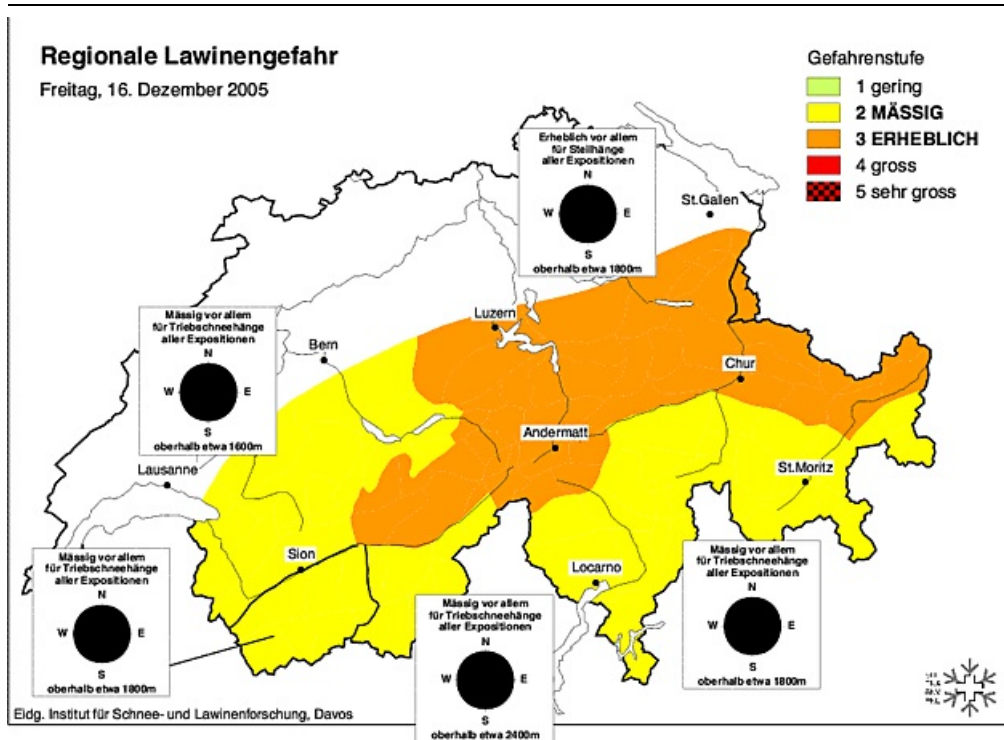 Regionale Lawinengefahr
Freitag, 16. Dezember 2005
Gefahrenstufe
1 gering
2 MÄSSIG
3 ERHEBLICH
4 gross
5 sehr gross
Erheblich vor allem
für Steilhänge
aller Expositionen
N
W E
S
oberhalb etwa 1800m
St.Gallen
Mässig vor allem
für Triebschneehänge
aller Expositionen
N
W E
S
oberhalb etwa 1600m
Luzern
Bern
Chur
Andermatt
Lausanne
St.Moritz
Sion
Locarno
Mässig vor allem
für Triebschneehänge
aller Expositionen
N
W E
S
oberhalb etwa 1800m
Mässig vor allem
für Triebschneehänge
aller Expositionen
N
W E
S
oberhalb etwa 2400m
Mässig vor allem
für Triebschneehänge
aller Expositionen
N
W E
S
oberhalb etwa 1800m
Eidg. Institut für Schnee- und Lawinenforschung, Davos